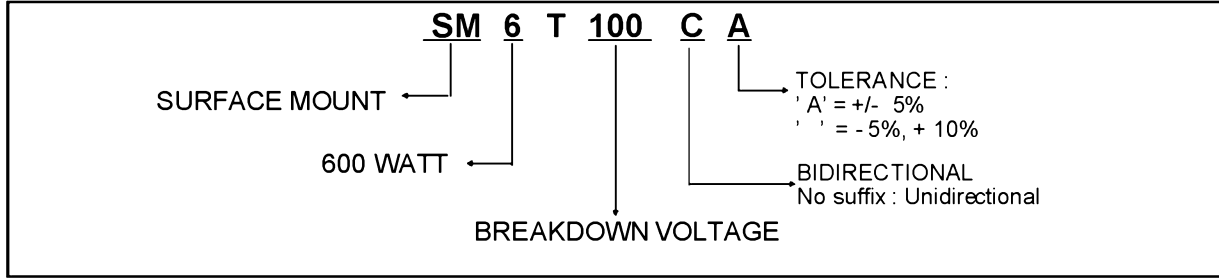 SM 6 T 100 C A
SURFACE MOUNT
600 WATT
BREAKDOWN VOLTAGE
TOLERANCE :
' A' = +/- 5%
' ' = - 5%, + 10%
BIDIRECTIONAL
No suffix : Unidirectional